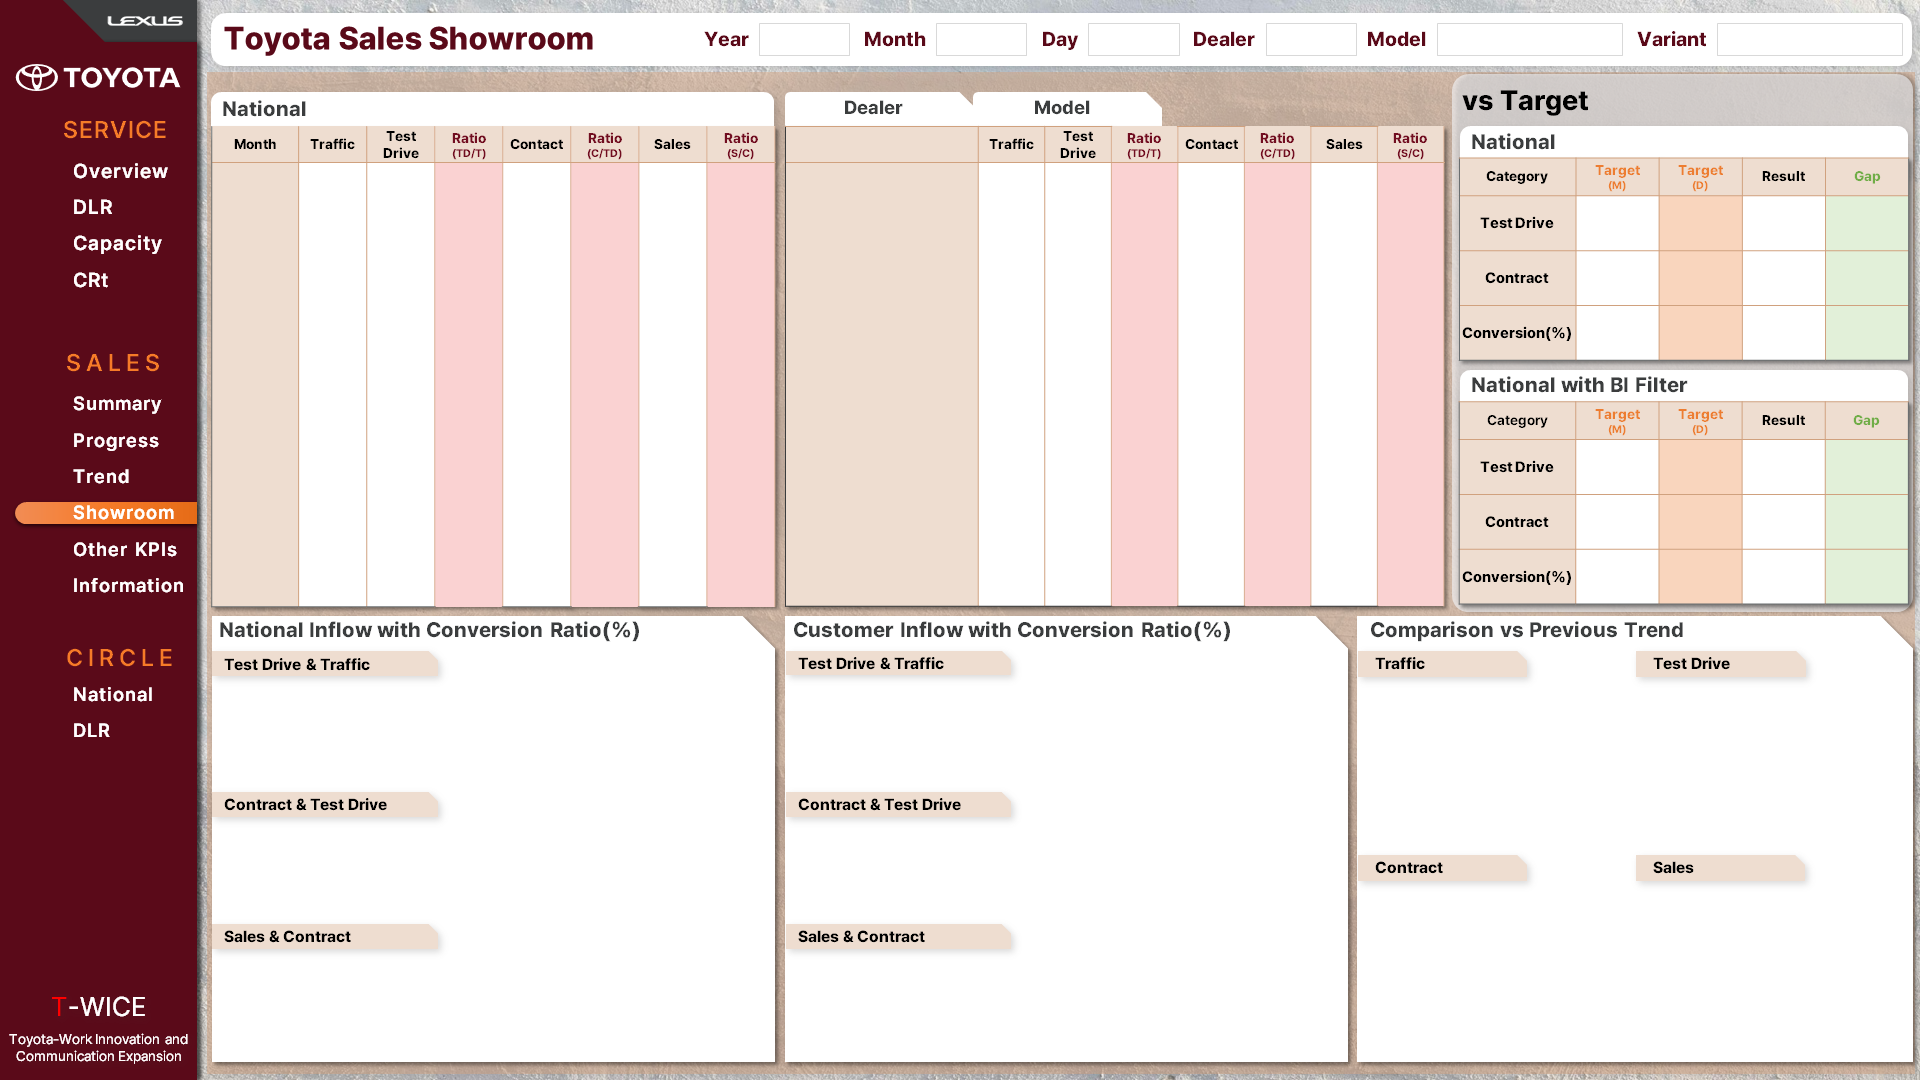 LEXUS
TOYOTA
SERVICE
Overview
DLR
Capacity
CRt
SALES
Summary
Progress
Trend
Showroom
Other KPIs
Information
CIRCLE
National
DLR
T-WICE
Toyota-Work Innovation and
Communication Expansion
Toyota Sales Showroom
Year Month Day Dealer Model Variant
National
Month Traffic Test Drive Ratio (TD/T) Contact Ratio (C/TD) Sales Ratio (S/C)
Dealer Model
Traffic Test Drive Ratio (TD/T) Contact Ratio (C/TD) Sales Ratio (S/C)
vs Target
National
Category Target (M) Target (D) Result Gap
Test Drive
Contract
Conversion(%)
National with BI Filter
Category Target (M) Target (D) Result Gap
Test Drive
Contract
Conversion(%)
National Inflow with Conversion Ratio(%)
Test Drive & Traffic
Contract & Test Drive
Sales & Contract
Customer Inflow with Conversion Ratio(%)
Test Drive & Traffic
Contract & Test Drive
Sales & Contract
Comparison vs Previous Trend
Traffic Test Drive
Contract Sales